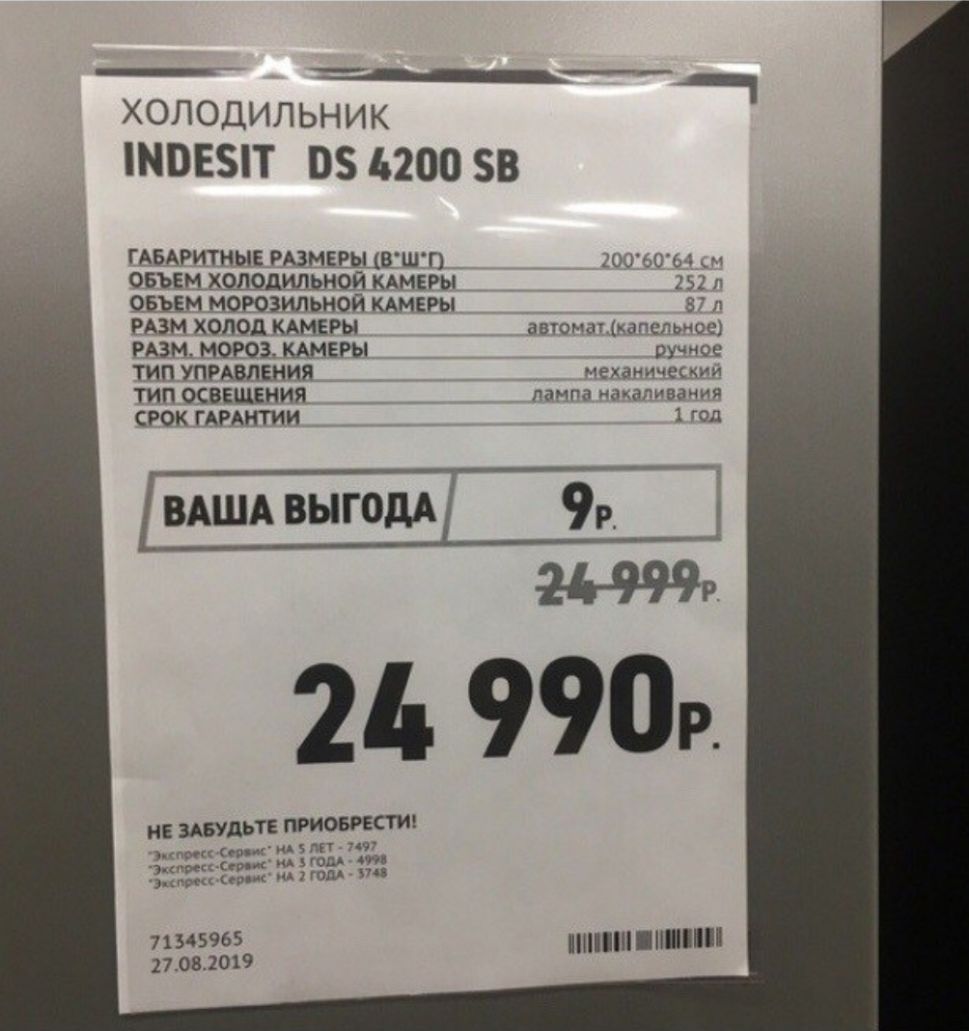 ХОЛОДИЛЬНИК
INDESIT DS 4200 SB
ГАБАРИТНЫЕ РАЗМЕРЫ (В*Ш*Г) 200*60*64 см
ОБЪЕМ ХОЛОДИЛЬНОЙ КАМЕРЫ 252 л
ОБЪЕМ МОРОЗИЛЬНОЙ КАМЕРЫ 87 л
РАЗМ ХОЛОД КАМЕРЫ автомат.(капельное)
РАЗМ. МОРОЗ. КАМЕРЫ ручное
ТИП УПРАВЛЕНИЯ механический
ТИП ОСВЕЩЕНИЯ лампа накаливания
СРОК ГАРАНТИИ 1 год
ВАША ВЫГОДА 9р.
24 999р.
24 990р.
НЕ ЗАБУДЬТЕ ПРИОБРЕСТИ!
"Экспресс-Сервис" НА 5 ЛЕТ - 7497
"Экспресс-Сервис" НА 3 ГОДА - 4998
"Экспресс-Сервис" НА 2 ГОДА - 3748
71345965
27.08.2019